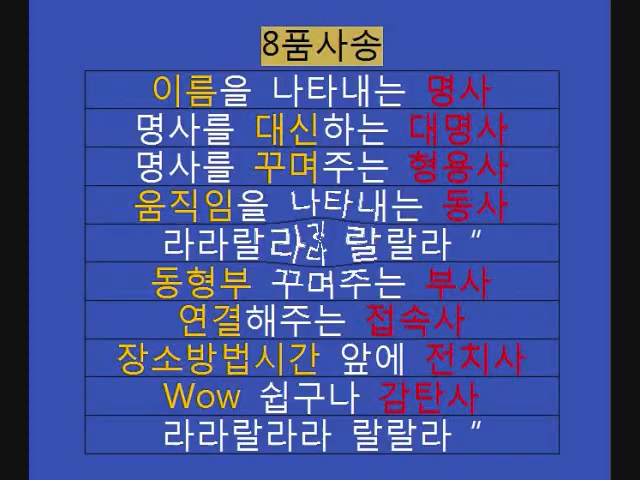 8품사송
이름을 나타내는 명사
명사를 대신하는 대명사
명사를 꾸며주는 형용사
움직임을 나타내는 동사
라라랄라라 랄랄라 “
동형부 꾸며주는 부사
연결해주는 접속사
장소방법시간 앞에 전치사
Wow 쉽구나 감탄사
라라랄라라 랄랄라 “